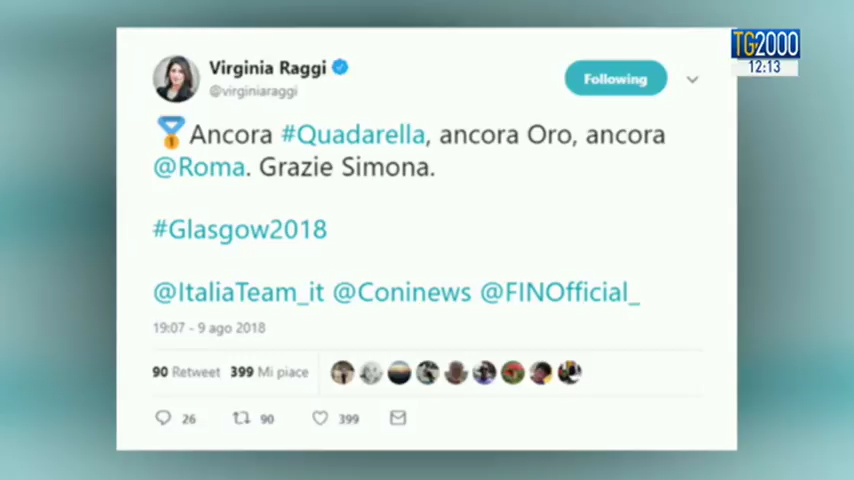 TG2000
12:13
Virginia Raggi
@virginiaraggi
Following
Ancora #Quadarella, ancora Oro, ancora
@Roma. Grazie Simona.
#Glasgow2018
@ItaliaTeam_it @Coninews @FINOfficial_
19:07 - 9 ago 2018
90 Retweet 399 Mi piace
26 90 399